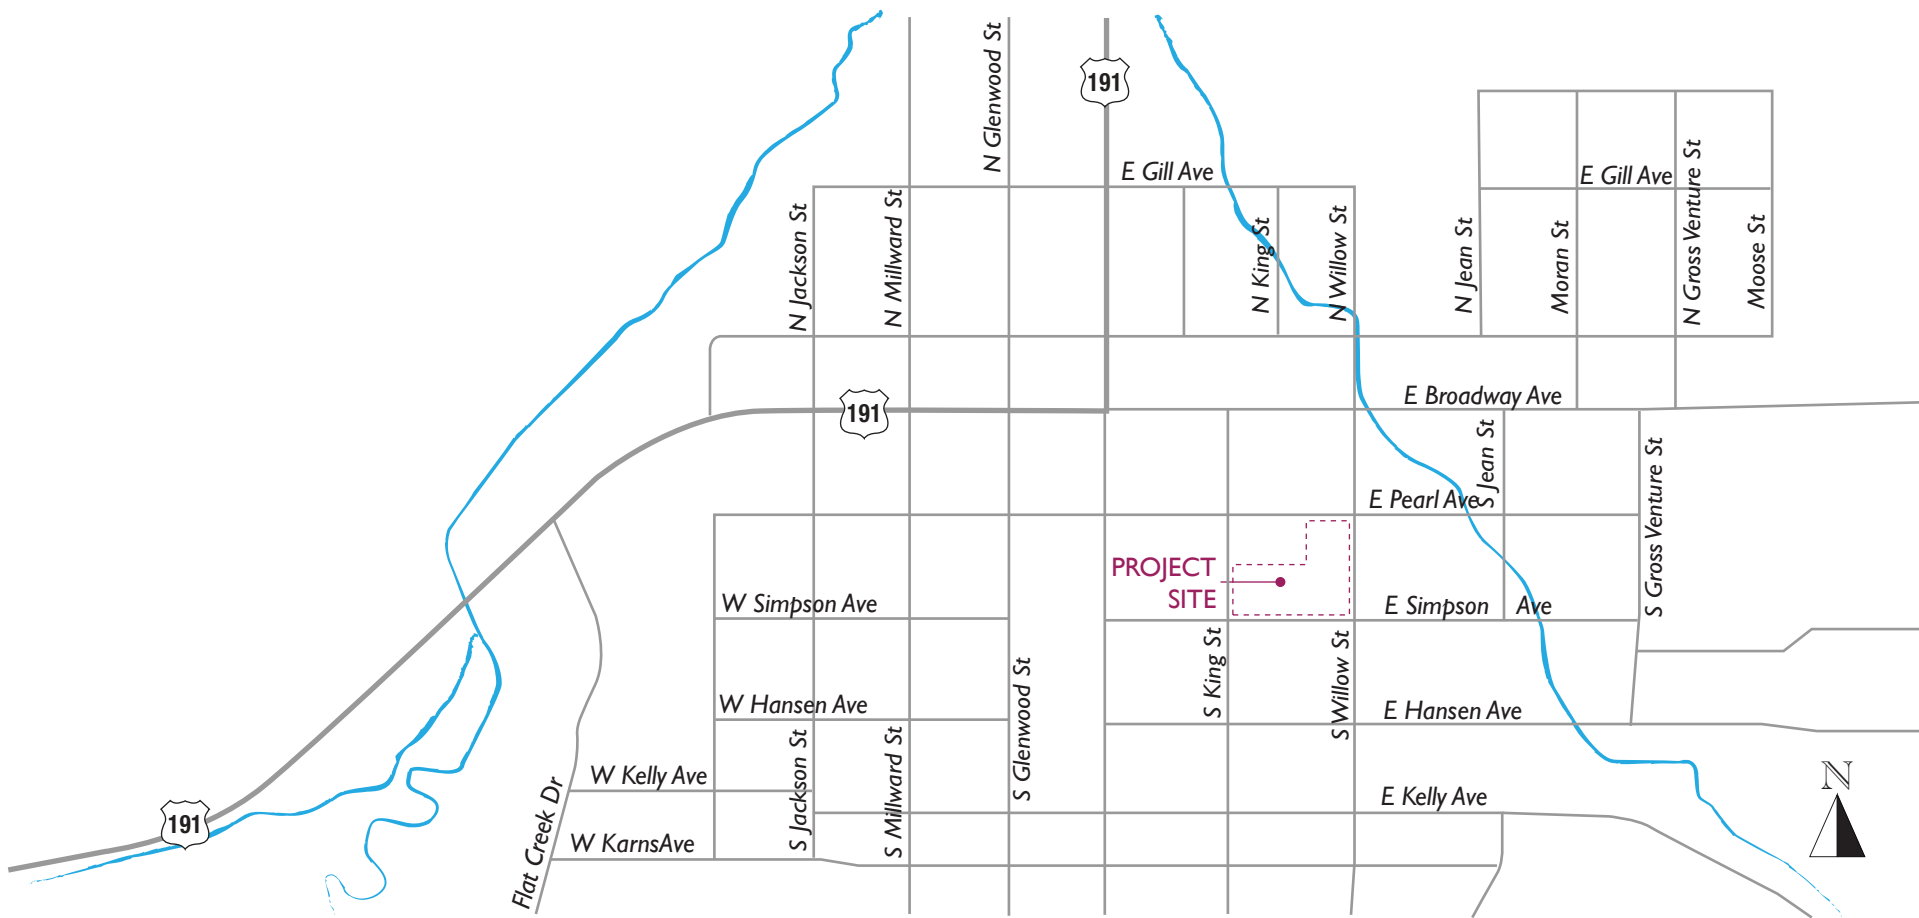 N Glenwood St
191
E Gill Ave
E Gill Ave
N Jackson St
N Millward St
N King St
N Willow St
N Jean St
Moran St
N Gross Venture St
Moose St
191
E Broadway Ave
S Jean St
E Pearl Ave
S Gross Venture St
PROJECT
SITE
W Simpson Ave
E Simpson Ave
S King St
S Willow St
S Glenwood St
W Hansen Ave
E Hansen Ave
S Jackson St
S Millward St
W Kelly Ave
E Kelly Ave
N
191
Flat Creek Dr
W KarnsAve